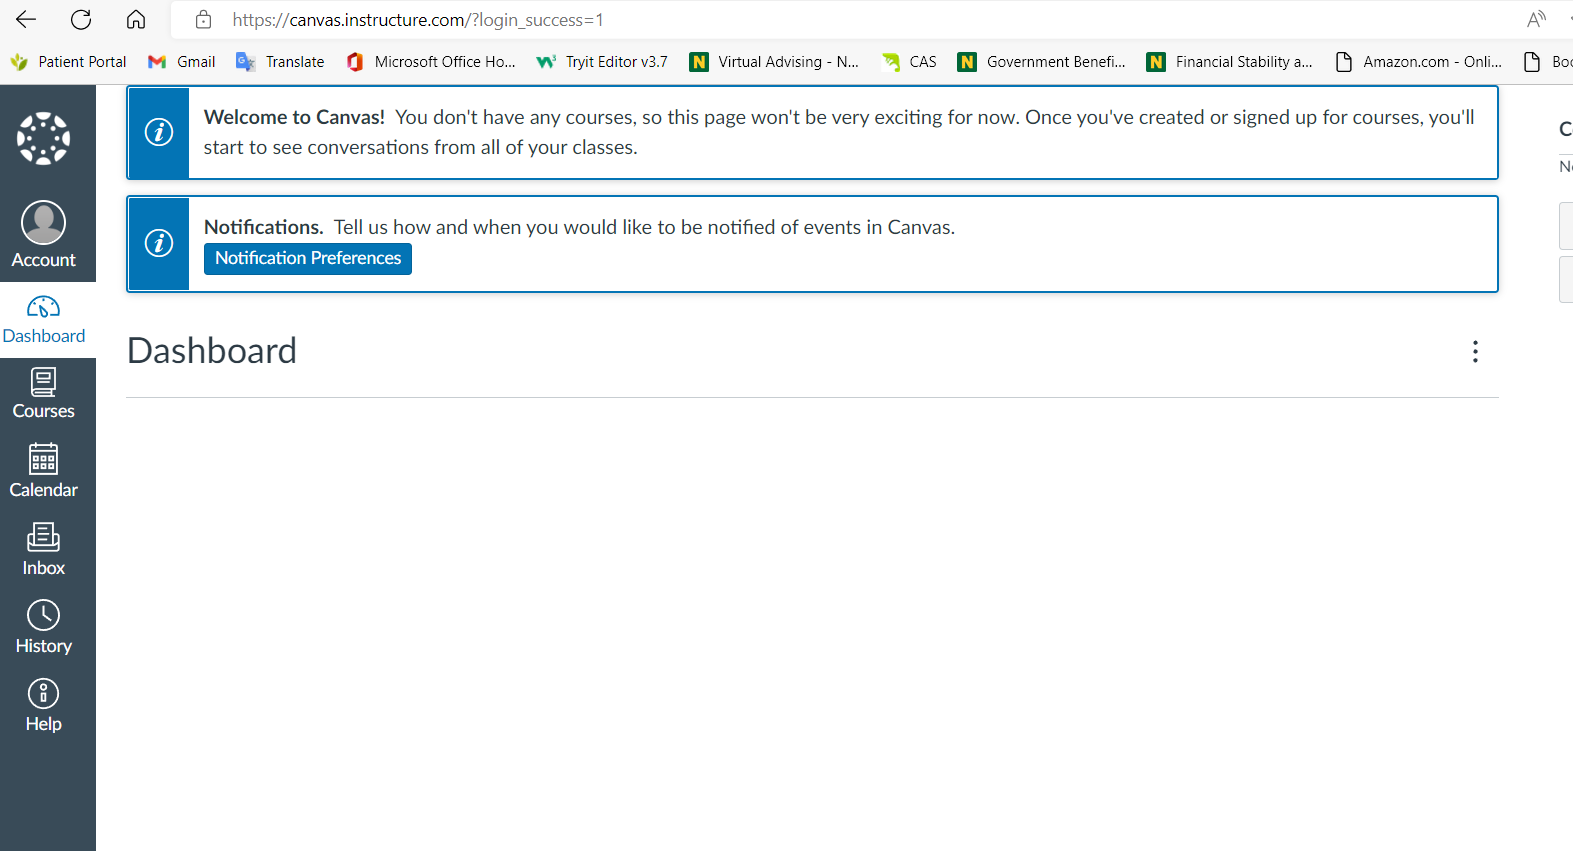 https://canvas.instructure.com/?login_success=1
Patient Portal Gmail Translate Microsoft Office Ho... Tryit Editor v3.7 Virtual Advising - N... CAS Government Benefi... Financial Stability a... Amazon.com - Onli... Boo
Welcome to Canvas! You don't have any courses, so this page won't be very exciting for now. Once you've created or signed up for courses, you'll
start to see conversations from all of your classes.
Notifications. Tell us how and when you would like to be notified of events in Canvas.
Notification Preferences
Account
Dashboard
Courses
Calendar
Inbox
History
Help
Dashboard